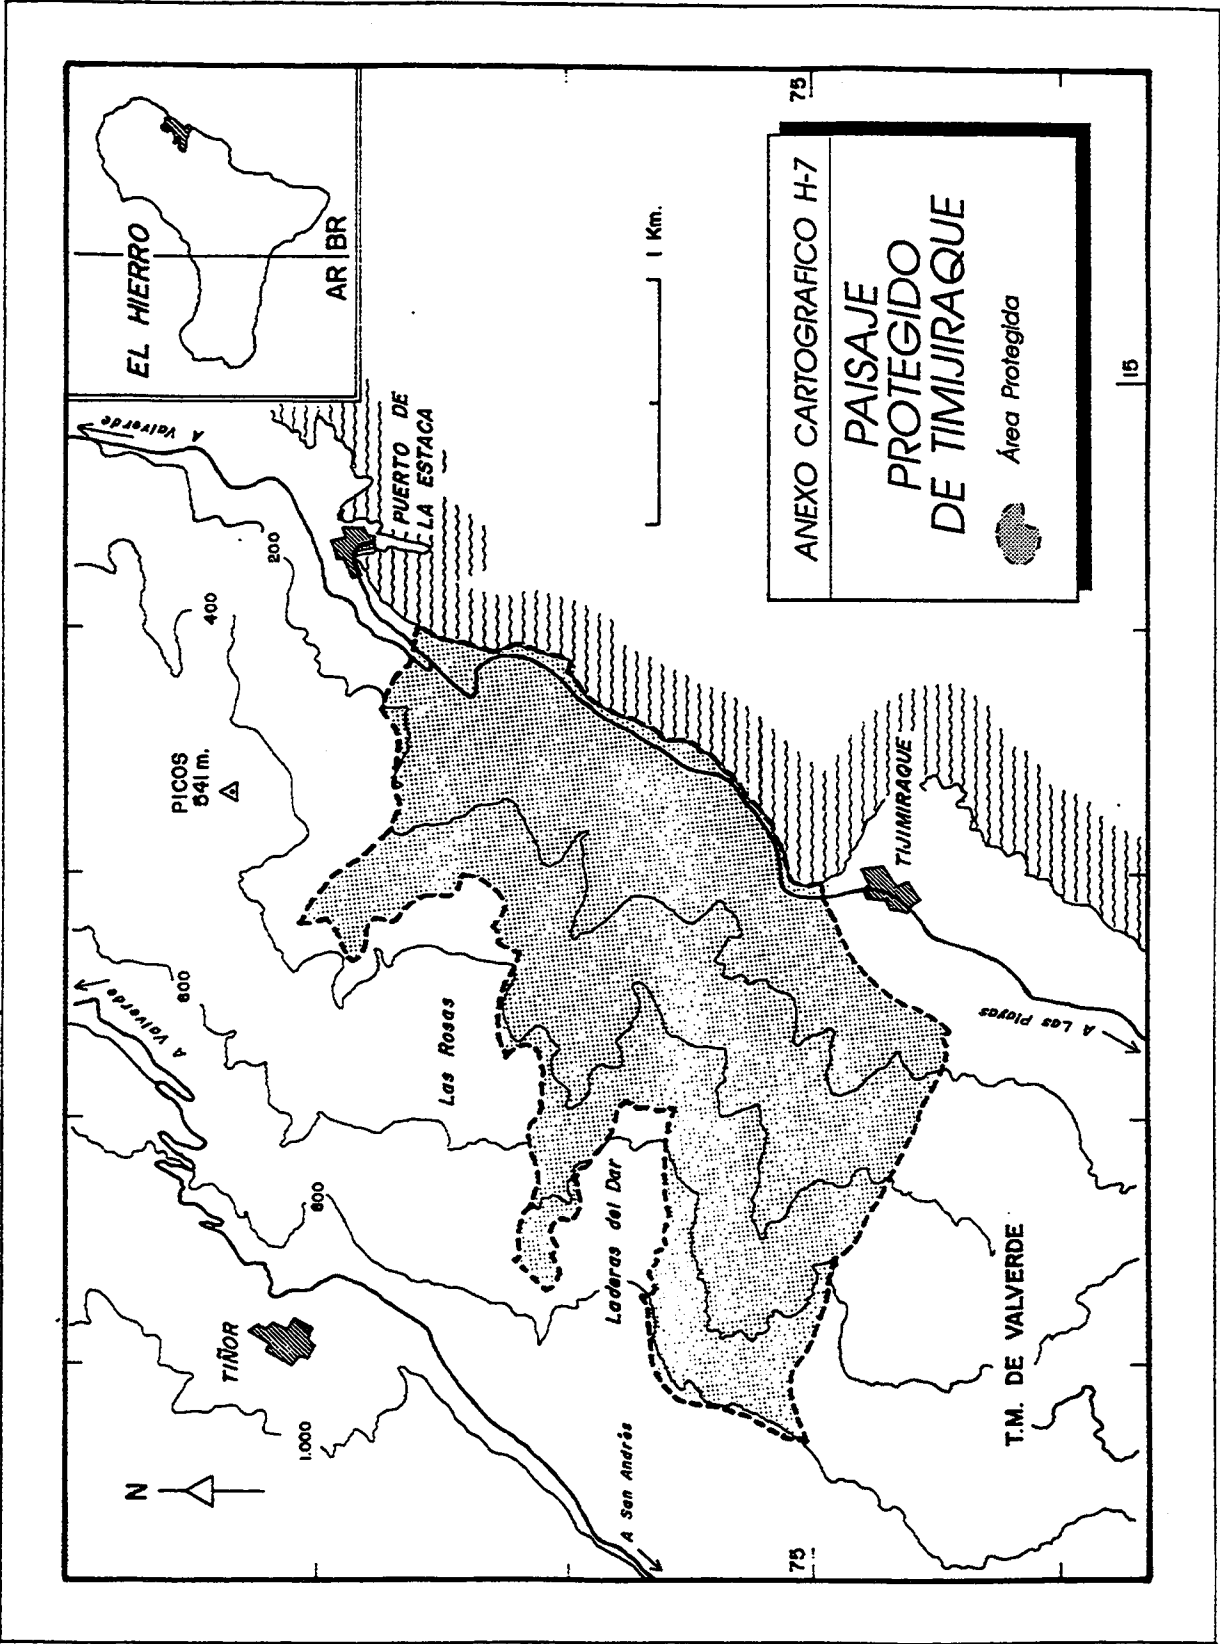 N
TIÑOR
1.000
800
600
A Valverde
PICOS
541 m.
400
200
A Valverde
EL HIERRO
AR
BR
PUERTO DE
LA ESTACA
Las Rosas
Laderas del Dar
A San Andrés
1 Km.
TIJIMIRAQUE
A Las Playas
T.M. DE VALVERDE
75
75
15
ANEXO CARTOGRAFICO H-7
PAISAJE
PROTEGIDO
DE TIMIJIRAQUE
Área Protegida